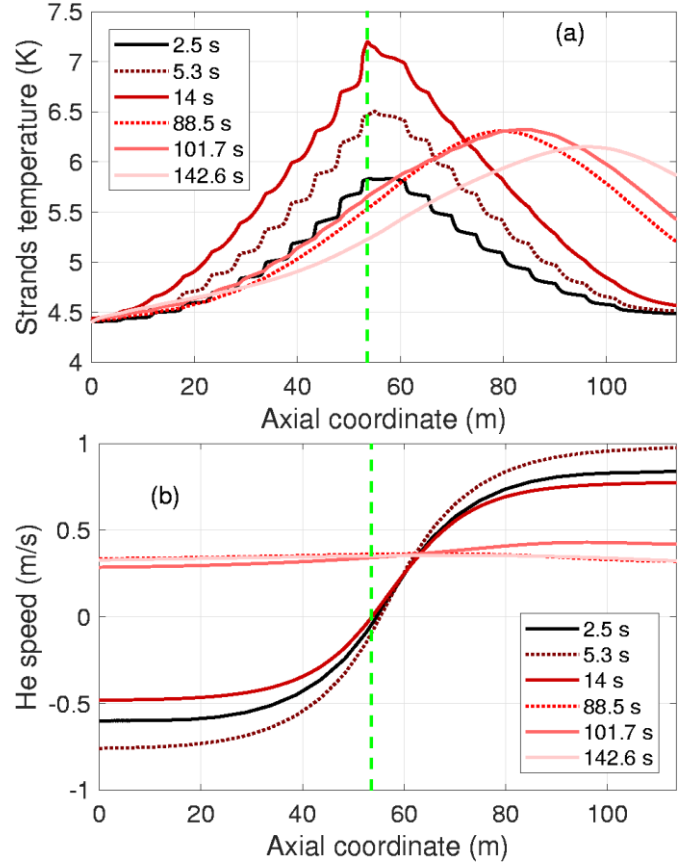 7.5
7
6.5
6
5.5
5
4.5
4
Strands temperature (K)
(a)
2.5 s
5.3 s
14 s
88.5 s
101.7 s
142.6 s
0 20 40 60 80 100
Axial coordinate (m)
1
0.5
0
-0.5
-1
He speed (m/s)
(b)
2.5 s
5.3 s
14 s
88.5 s
101.7 s
142.6 s
0 20 40 60 80 100
Axial coordinate (m)